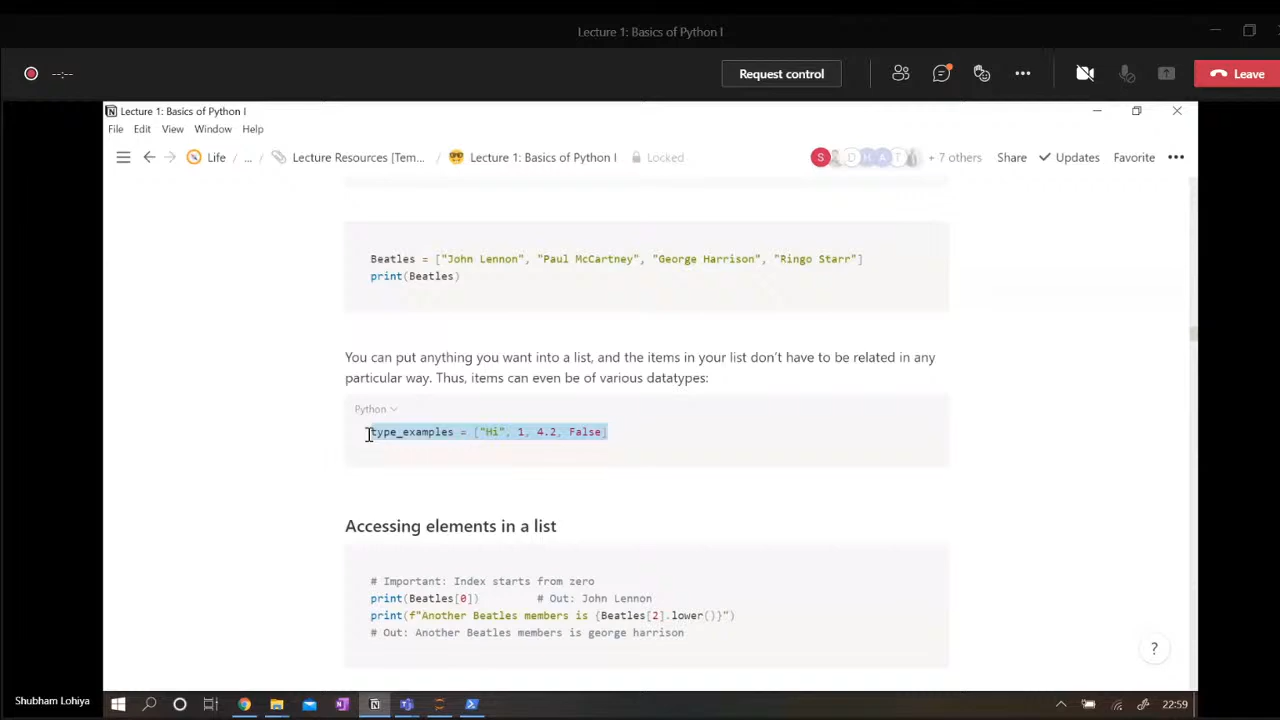 Lecture 1: Basics of Python I
--:--
Request control
Leave
Lecture 1: Basics of Python I
File Edit View Window Help
Life / ... / Lecture Resources [Tem... / Lecture 1: Basics of Python I Locked
S D H A T + 7 others Share Updates Favorite
Beatles = ["John Lennon", "Paul McCartney", "George Harrison", "Ringo Starr"]
print(Beatles)
You can put anything you want into a list, and the items in your list don't have to be related in any
particular way. Thus, items can even be of various datatypes:
Python
type_examples = ["Hi", 1, 4.2, False]
Accessing elements in a list
# Important: Index starts from zero
print(Beatles[0]) # Out: John Lennon
print(f"Another Beatles members is {Beatles[2].lower()}")
# Out: Another Beatles members is george harrison
?
Shubham Lohiya
22:59